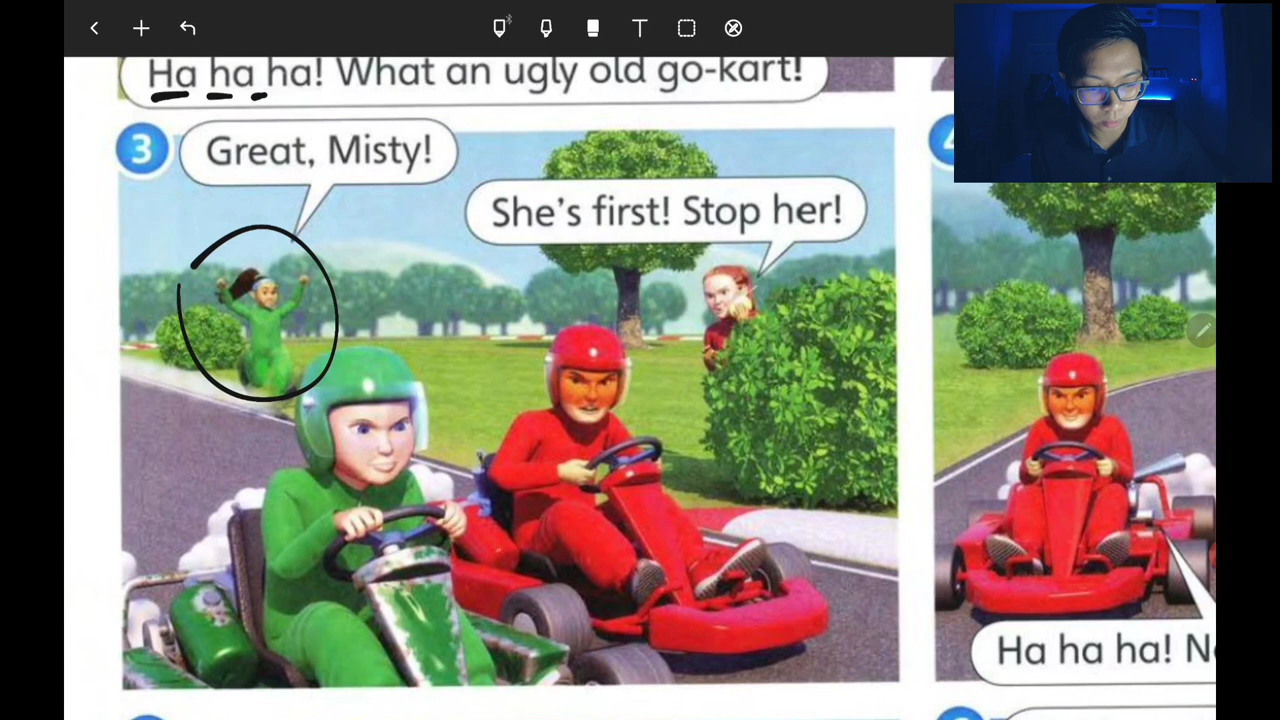 Ha ha ha! What an ugly old go-kart!
3
Great, Misty!
She's first! Stop her!
Ha ha ha!